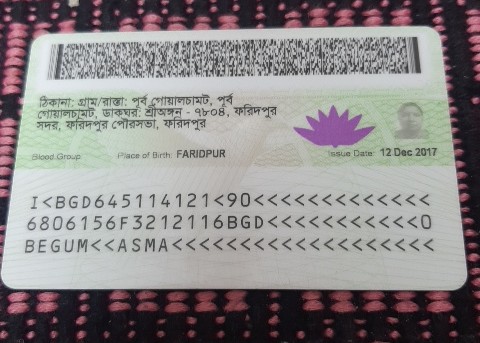 ঠিকানা: গ্রাম/রাস্তা: পূর্ব গোয়ালচামট, পূর্ব
গোয়ালচামট, ডাকঘর: শ্রীঅঙ্গন - ৭৮০৪, ফরিদপুর
সদর, ফরিদপুর পৌরসভা, ফরিদপুর
Blood Group Place of Birth: FARIDPUR Issue Date: 12 Dec 2017
I<BGD645114121<90<<<<<<<<<<<<<
6806156F3212116BGD<<<<<<<<<<<0
BEGUM<<ASMA<<<<<<<<<<<<<<<<<<<